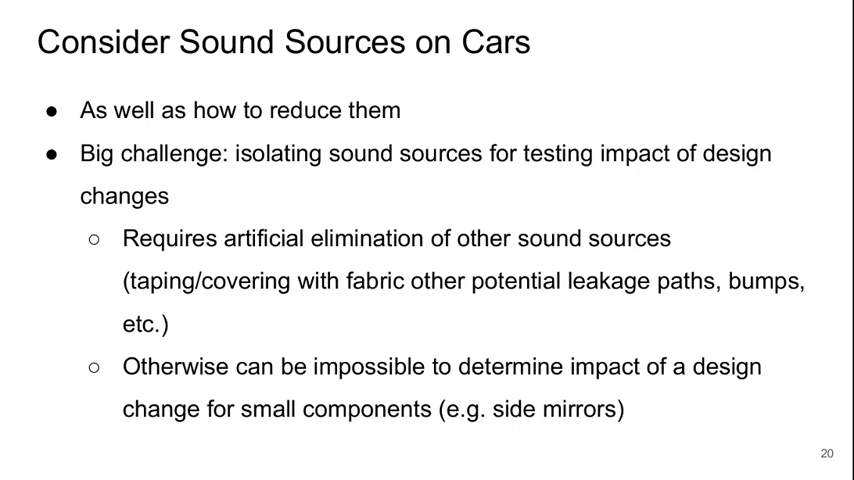 Consider Sound Sources on Cars
● As well as how to reduce them
● Big challenge: isolating sound sources for testing impact of design
changes
○ Requires artificial elimination of other sound sources
(taping/covering with fabric other potential leakage paths, bumps,
etc.)
○ Otherwise can be impossible to determine impact of a design
change for small components (e.g. side mirrors)
20